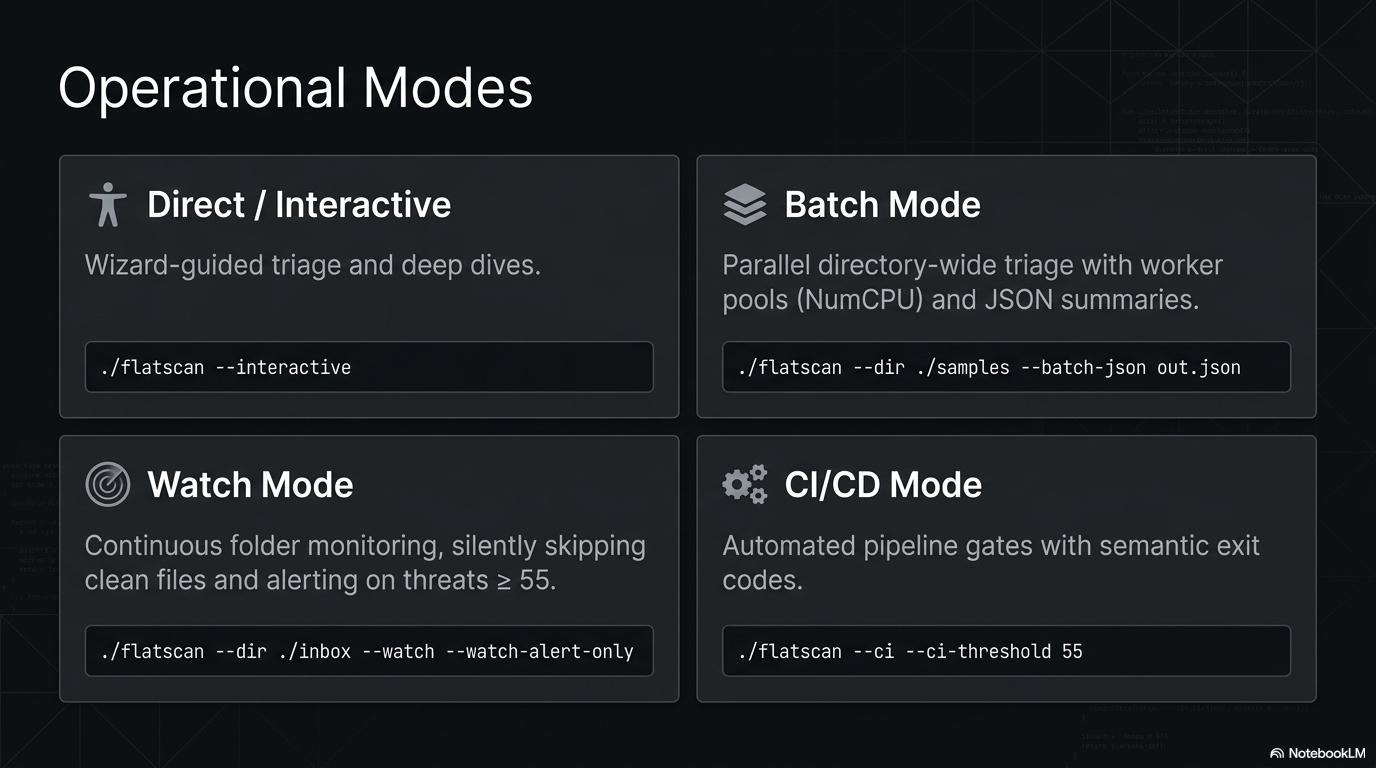 Operational Modes
Direct / Interactive
Wizard-guided triage and deep dives.
./flatscan --interactive
Batch Mode
Parallel directory-wide triage with worker
pools (NumCPU) and JSON summaries.
./flatscan --dir ./samples --batch-json out.json
Watch Mode
Continuous folder monitoring, silently skipping
clean files and alerting on threats ≥ 55.
./flatscan --dir ./inbox --watch --watch-alert-only
CI/CD Mode
Automated pipeline gates with semantic exit
codes.
./flatscan --ci --ci-threshold 55
NotebookLM